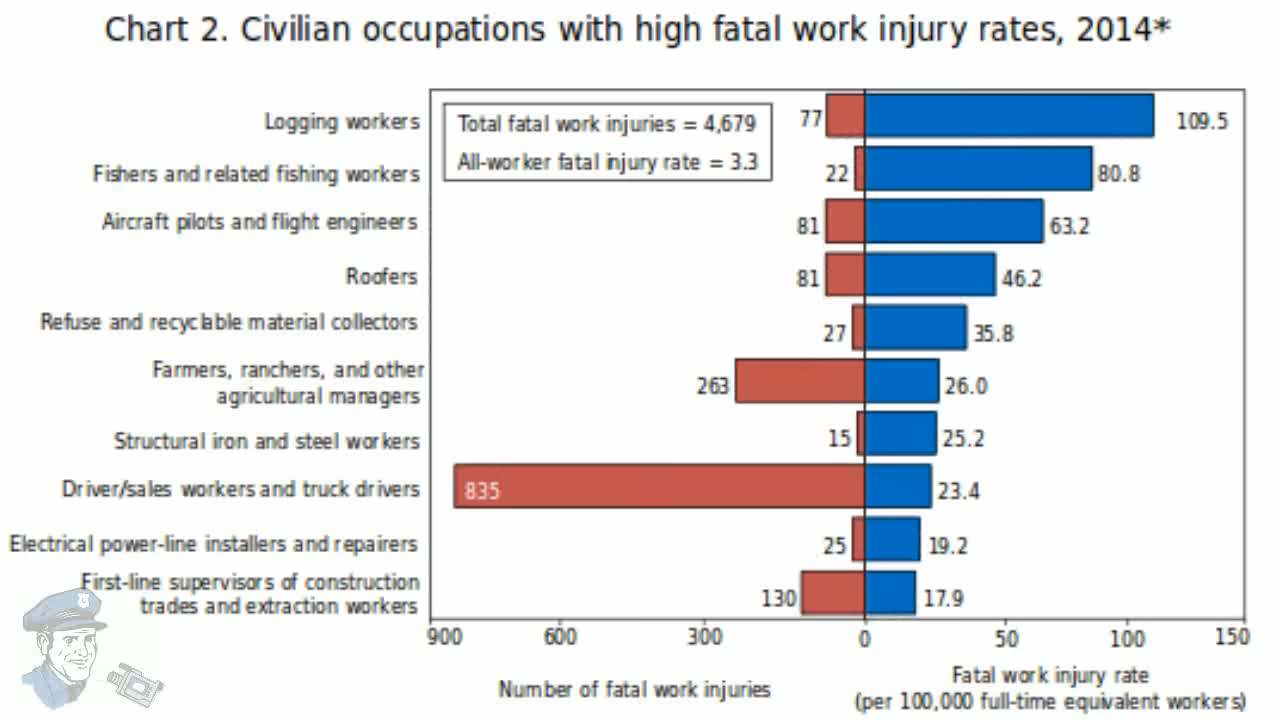 Chart 2. Civilian occupations with high fatal work injury rates, 2014*
Total fatal work injuries = 4,679
All-worker fatal injury rate = 3.3
Logging workers 77 109.5
Fishers and related fishing workers 22 80.8
Aircraft pilots and flight engineers 81 63.2
Roofers 81 46.2
Refuse and recyclable material collectors 27 35.8
Farmers, ranchers, and other
agricultural managers 263 26.0
Structural iron and steel workers 15 25.2
Driver/sales workers and truck drivers 835 23.4
Electrical power-line installers and repairers 25 19.2
First-line supervisors of construction
trades and extraction workers 130 17.9
900 600 300 0 50 100 150
Number of fatal work injuries
Fatal work injury rate
(per 100,000 full-time equivalent workers)